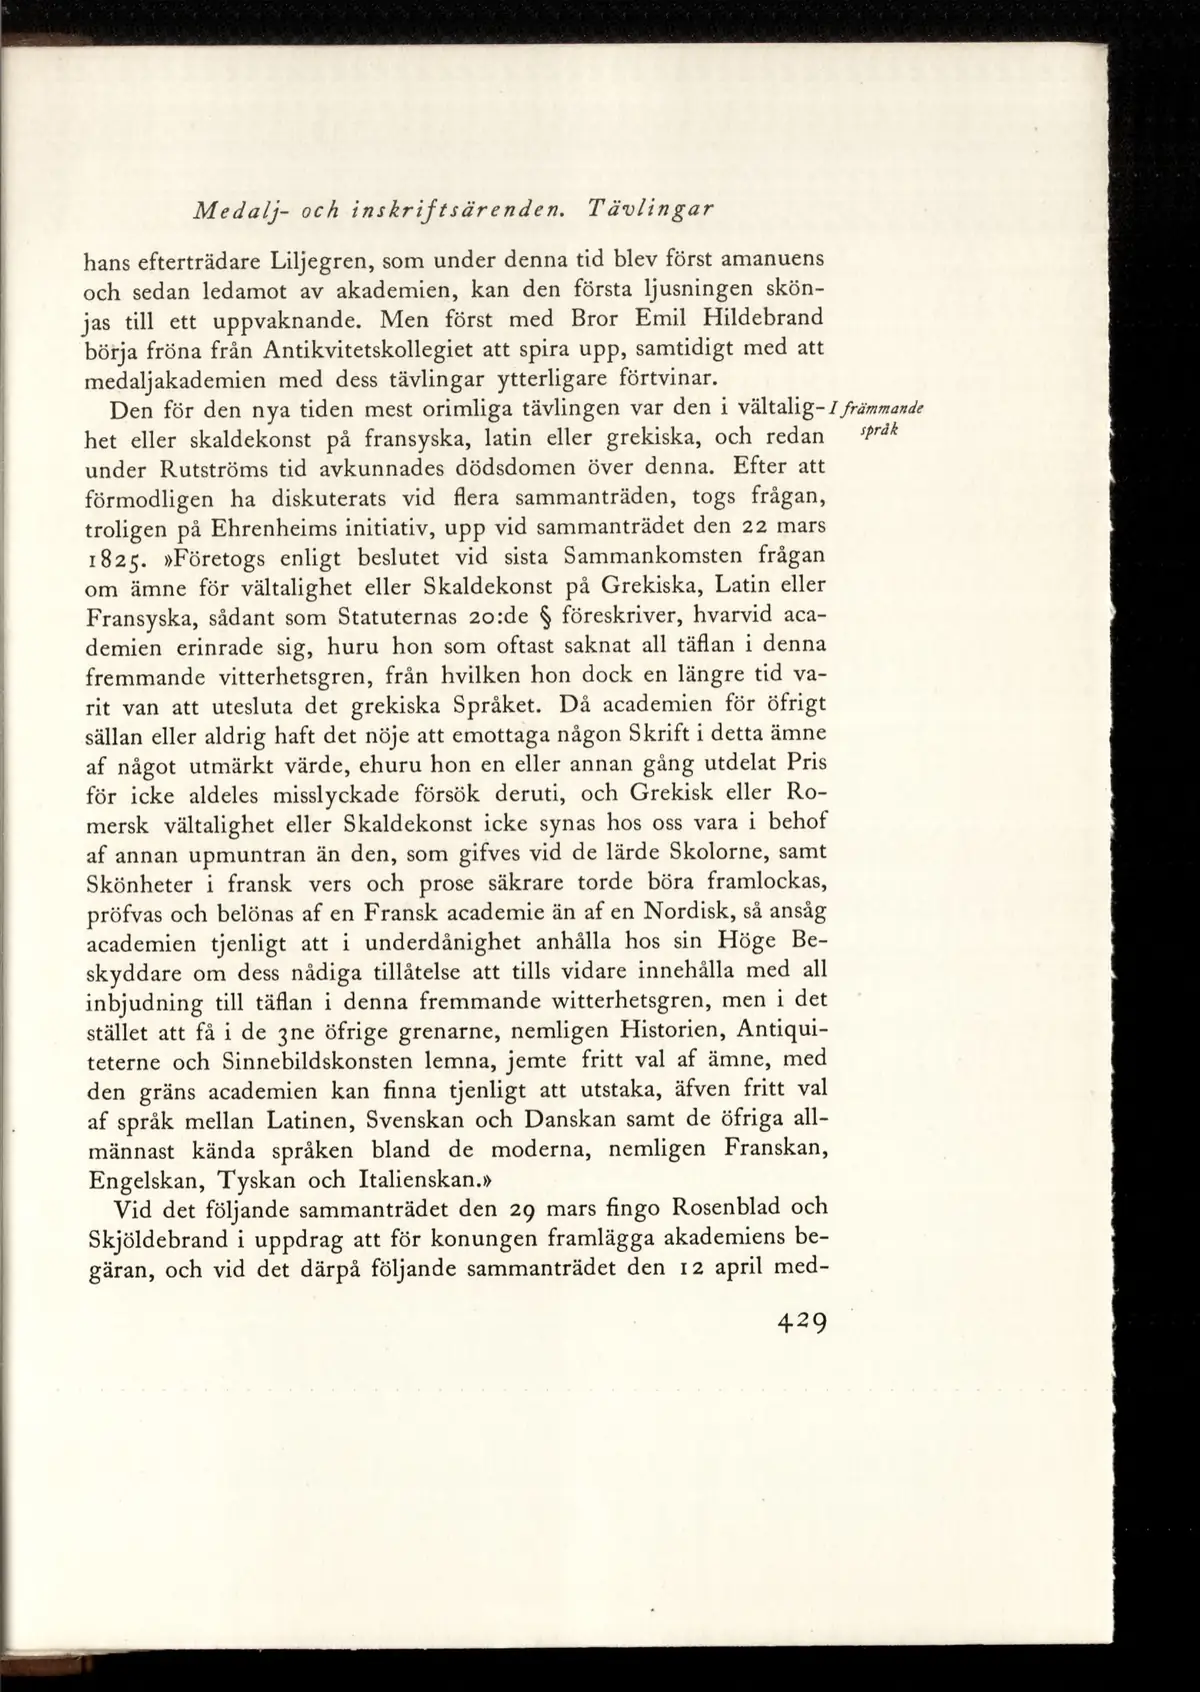 Medalj- och inskriftsärenden. Tävlingar
hans efterträdare Liljegren, som under denna tid blev först amanuens
och sedan ledamot av akademien, kan den första ljusningen skön-
jas till ett uppvaknande. Men först med Bror Emil Hildebrand
börja fröna från Antikvitetskollegiet att spira upp, samtidigt med att
medaljakademien med dess tävlingar ytterligare förtvinar.
Den för den nya tiden mest orimliga tävlingen var den i vältalig-
I främmande
språk
het eller skaldekonst på fransyska, latin eller grekiska, och redan
under Rutströms tid avkunnades dödsdomen över denna. Efter att
förmodligen ha diskuterats vid flera sammanträden, togs frågan,
troligen på Ehrenheims initiativ, upp vid sammanträdet den 22 mars
1825. »Företogs enligt beslutet vid sista Sammankomsten frågan
om ämne för vältalighet eller Skaldekonst på Grekiska, Latin eller
Fransyska, sådant som Statuternas 20:de § föreskriver, hvarvid aca-
demien erinrade sig, huru hon som oftast saknat all täflan i denna
fremmande vitterhetsgren, från hvilken hon dock en längre tid va-
rit van att utesluta det grekiska Språket. Då academien för öfrigt
sällan eller aldrig haft det nöje att emottaga någon Skrift i detta ämne
af något utmärkt värde, ehuru hon en eller annan gång utdelat Pris
för icke aldeles misslyckade försök deruti, och Grekisk eller Ro-
mersk vältalighet eller Skaldekonst icke synas hos oss vara i behof
af annan upmuntran än den, som gifves vid de lärde Skolorne, samt
Skönheter i fransk vers och prose säkrare torde böra framlockas,
pröfvas och belönas af en Fransk academie än af en Nordisk, så ansåg
academien tjenligt att i underdånighet anhålla hos sin Höge Be-
skyddare om dess nådiga tillåtelse att tills vidare innehålla med all
inbjudning till täflan i denna fremmande witterhetsgren, men i det
stället att få i de 3ne öfrige grenarne, nemligen Historien, Antiqui-
teterne och Sinnebildskonsten lemna, jemte fritt val af ämne, med
den gräns academien kan finna tjenligt att utstaka, äfven fritt val
af språk mellan Latinen, Svenskan och Danskan samt de öfriga all-
männast kända språken bland de moderna, nemligen Franskan,
Engelskan, Tyskan och Italienskan.»
Vid det följande sammanträdet den 29 mars fingo Rosenblad och
Skjöldebrand i uppdrag att för konungen framlägga akademiens be-
gäran, och vid det därpå följande sammanträdet den 12 april med-
429